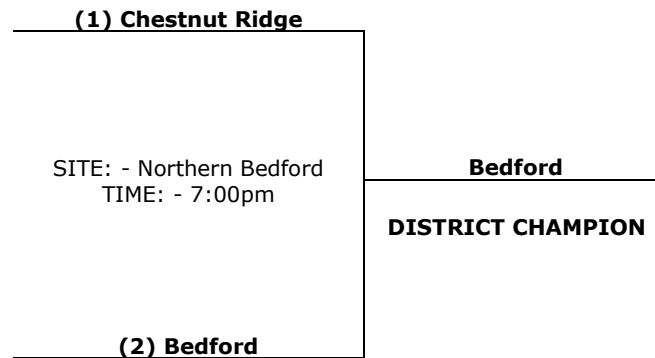 (1) Chestnut Ridge
SITE: - Northern Bedford
TIME: - 7:00pm
Bedford
DISTRICT CHAMPION
(2) Bedford